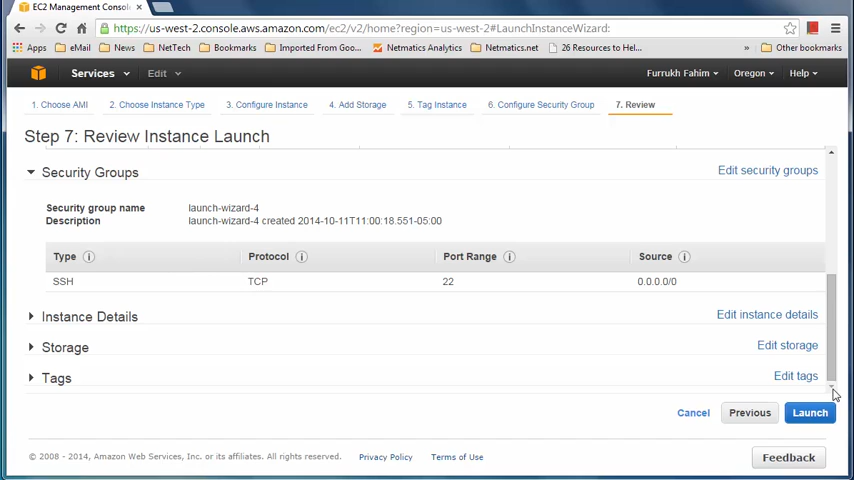 EC2 Management Consol
https://us-west-2.console.aws.amazon.com/ec2/v2/home?region=us-west-2#LaunchInstanceWizard:
Apps eMail News NetTech Bookmarks Imported From Goo... Netmatics Analytics Netmatics.net 26 Resources to Hel... Other bookmarks
Services Edit Furrukh Fahim Oregon Help
1. Choose AMI 2. Choose Instance Type 3. Configure Instance 4. Add Storage 5. Tag Instance 6. Configure Security Group 7. Review
Step 7: Review Instance Launch
Security Groups Edit security groups
Security group name launch-wizard-4
Description launch-wizard-4 created 2014-10-11T11:00:18.551-05:00
Type Protocol Port Range Source
SSH TCP 22 0.0.0.0/0
Instance Details Edit instance details
Storage Edit storage
Tags Edit tags
Cancel Previous Launch
© 2008 - 2014, Amazon Web Services, Inc. or its affiliates. All rights reserved. Privacy Policy Terms of Use Feedback